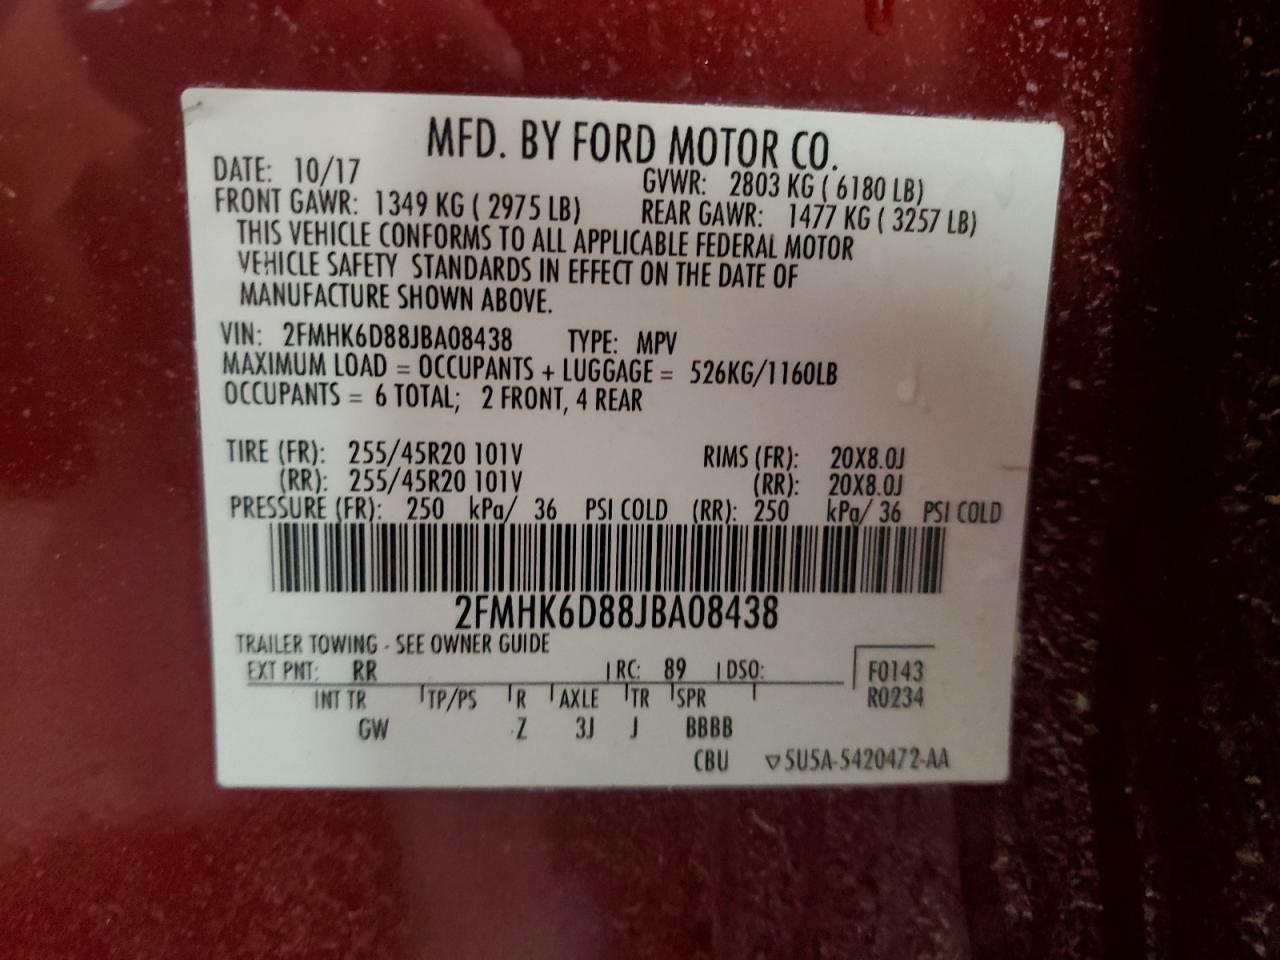 MFD. BY FORD MOTOR CO.
DATE: 10/17 GVWR: 2803 KG ( 6180 LB)
FRONT GAWR: 1349 KG ( 2975 LB) REAR GAWR: 1477 KG ( 3257 LB)
THIS VEHICLE CONFORMS TO ALL APPLICABLE FEDERAL MOTOR
VEHICLE SAFETY STANDARDS IN EFFECT ON THE DATE OF
MANUFACTURE SHOWN ABOVE.
VIN: 2FMHK6D88JBA08438 TYPE: MPV
MAXIMUM LOAD = OCCUPANTS + LUGGAGE = 526KG/1160LB
OCCUPANTS = 6 TOTAL; 2 FRONT, 4 REAR
TIRE (FR): 255/45R20 101V RIMS (FR): 20X8.0J
(RR): 255/45R20 101V (RR): 20X8.0J
PRESSURE (FR): 250 kPa/ 36 PSI COLD (RR): 250 kPa/ 36 PSI COLD
2FMHK6D88JBA08438
TRAILER TOWING - SEE OWNER GUIDE
EXT PNT: RR RC: 89 DSO: F0143
INT TR TP/PS R AXLE TR SPR R0234
GW Z 3J J BBBB
CBU ▽5U5A-5420472-AA